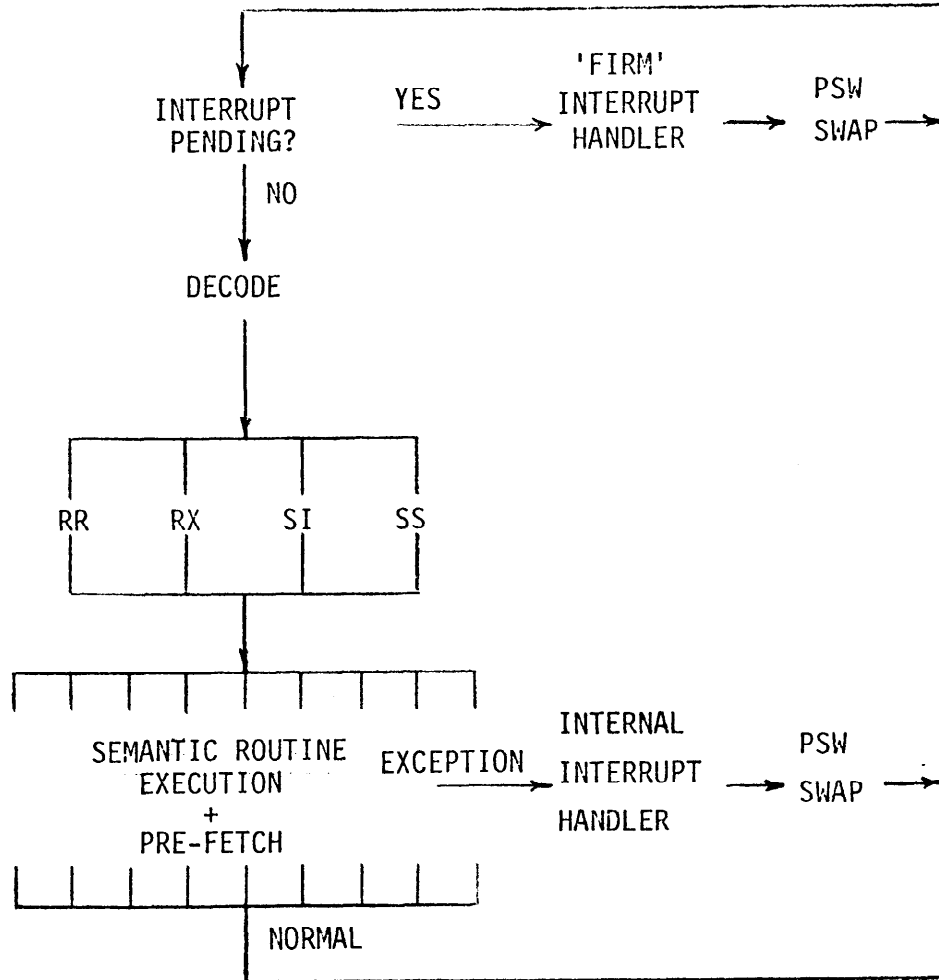 INTERRUPT
PENDING?
YES
'FIRM'
INTERRUPT
HANDLER
PSW
SWAP
NO
DECODE
RR
RX
SI
SS
SEMANTIC ROUTINE
EXECUTION
+
PRE-FETCH
EXCEPTION
INTERNAL
INTERRUPT
HANDLER
PSW
SWAP
NORMAL